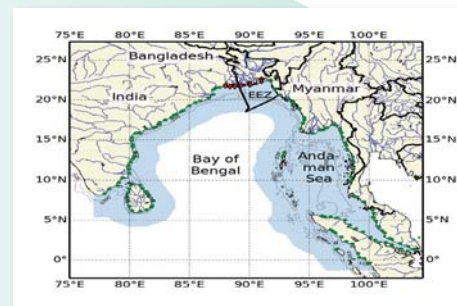 75°E 80°E 85°E 90°E 95°E 100°E
25°N 25°N
Bangladesh
20°N India EEZ Myanmar 20°N
15°N 15°N
Bay of Bengal
Anda-
man
Sea
10°N 10°N
5°N 5°N
0° 0°
75°E 80°E 85°E 90°E 95°E 100°E